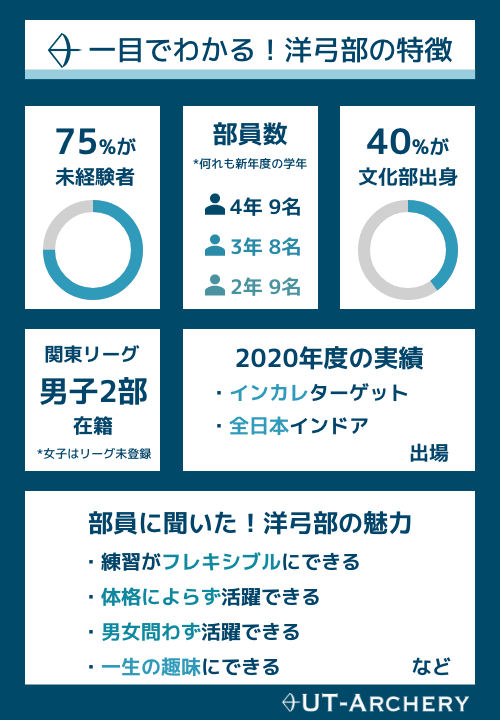 一目でわかる！洋弓部の特徴
75%が
未経験者
部員数
*何れも新年度の学年
4年 9名
3年 8名
2年 9名
40%が
文化部出身
関東リーグ
男子2部
在籍
*女子はリーグ未登録
2020年度の実績
・インカレターゲット
・全日本インドア
出場
部員に聞いた！洋弓部の魅力
・練習がフレキシブルにできる
・体格によらず活躍できる
・男女問わず活躍できる
・一生の趣味にできる
など
UT-ARCHERY